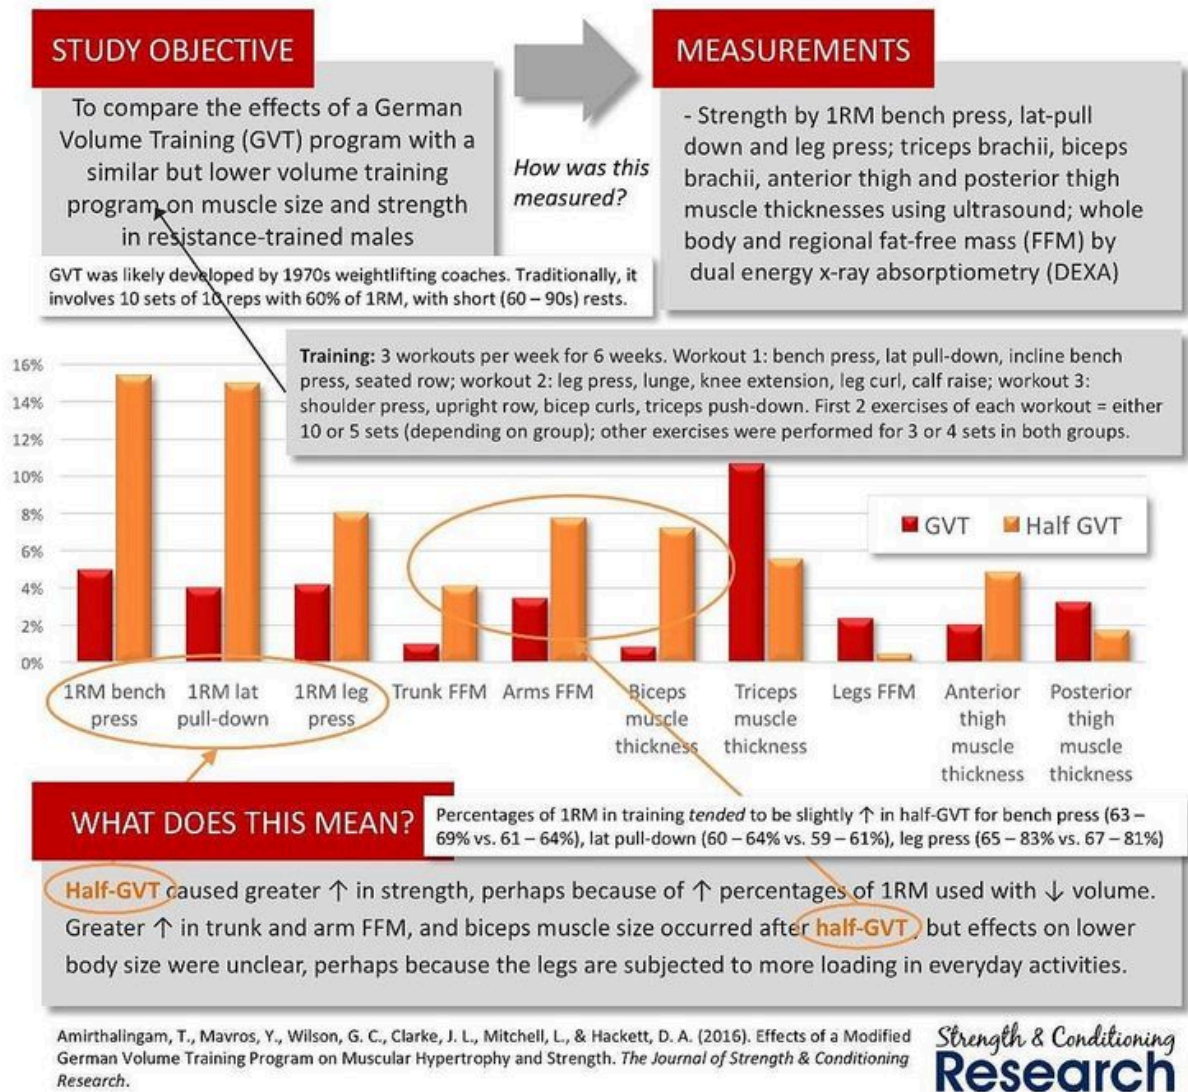 STUDY OBJECTIVE
To compare the effects of a German
Volume Training (GVT) program with a
similar but lower volume training
program on muscle size and strength
in resistance-trained males
GVT was likely developed by 1970s weightlifting coaches. Traditionally, it
involves 10 sets of 10 reps with 60% of 1RM, with short (60 – 90s) rests.
How was this
measured?
MEASUREMENTS
- Strength by 1RM bench press, lat-pull
down and leg press; triceps brachii, biceps
brachii, anterior thigh and posterior thigh
muscle thicknesses using ultrasound; whole
body and regional fat-free mass (FFM) by
dual energy x-ray absorptiometry (DEXA)
Training: 3 workouts per week for 6 weeks. Workout 1: bench press, lat pull-down, incline bench
press, seated row; workout 2: leg press, lunge, knee extension, leg curl, calf raise; workout 3:
shoulder press, upright row, bicep curls, triceps push-down. First 2 exercises of each workout = either
10 or 5 sets (depending on group); other exercises were performed for 3 or 4 sets in both groups.
16%
14%
12%
10%
8%
6%
4%
2%
0%
GVT
Half GVT
1RM bench
press
1RM lat
pull-down
1RM leg
press
Trunk FFM
Arms FFM
Biceps
muscle
thickness
Triceps
muscle
thickness
Legs FFM
Anterior
thigh
muscle
thickness
Posterior
thigh
muscle
thickness
WHAT DOES THIS MEAN?
Percentages of 1RM in training tended to be slightly ↑ in half-GVT for bench press (63 –
69% vs. 61 – 64%), lat pull-down (60 – 64% vs. 59 – 61%), leg press (65 – 83% vs. 67 – 81%)
Half-GVT caused greater ↑ in strength, perhaps because of ↑ percentages of 1RM used with ↓ volume.
Greater ↑ in trunk and arm FFM, and biceps muscle size occurred after half-GVT, but effects on lower
body size were unclear, perhaps because the legs are subjected to more loading in everyday activities.
Amirthalingam, T., Mavros, Y., Wilson, G. C., Clarke, J. L., Mitchell, L., & Hackett, D. A. (2016). Effects of a Modified
German Volume Training Program on Muscular Hypertrophy and Strength. The Journal of Strength & Conditioning
Research.
Strength & Conditioning
Research